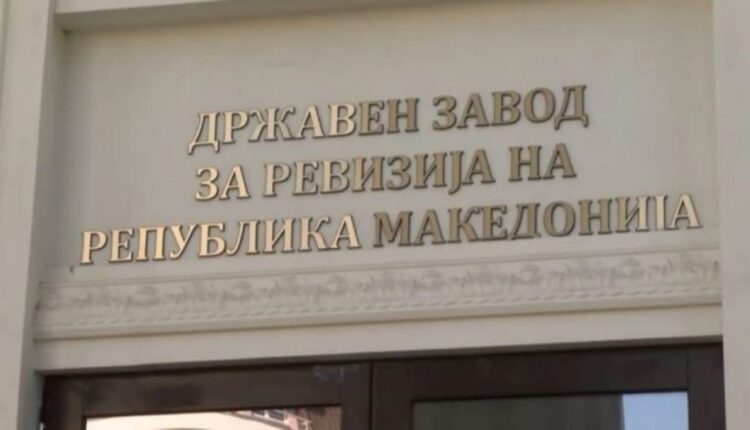 ДРЖАВЕН ЗАВОД
ЗА РЕВИЗИЈА НА
РЕПУБЛИКА МАКЕДОНИЈА